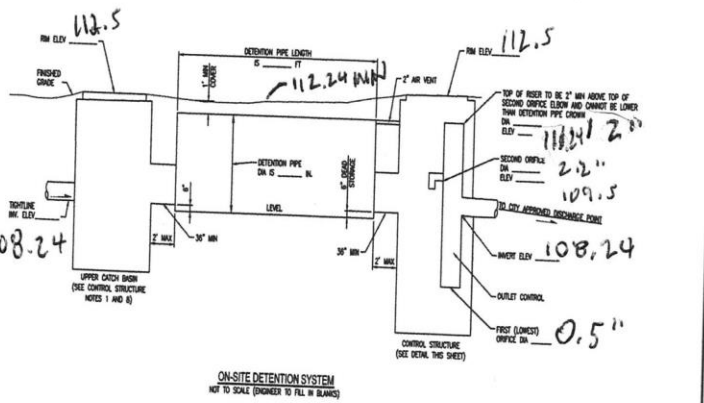 RIM ELEV 112.5
DETENTION PIPE LENGTH
IS ____ FT
RIM ELEV 112.5
FINISHED
GRADE
1' MIN
COVER
112.24 MIN
2" AIR VENT
TOP OF RISER TO BE 2" MIN ABOVE TOP OF
SECOND ORIFICE ELBOW AND CANNOT BE LOWER
THAN DETENTION PIPE CROWN
DIA ____
ELEV 2"
DETENTION PIPE
DIA IS ____ IN.
6" DEAD
STORAGE
SECOND ORIFICE
DIA 2.2"
ELEV 109.5
6"
LEVEL
TIGHTLINE
INV. ELEV
08.24
TO CITY APPROVED DISCHARGE POINT
2' MAX
36" MIN
36" MIN
2' MAX
INVERT ELEV 108.24
UPPER CATCH BASIN
(SEE CONTROL STRUCTURE
NOTES 1 AND 8)
OUTLET CONTROL
FIRST (LOWEST)
ORIFICE DIA 0.5"
CONTROL STRUCTURE
(SEE DETAIL THIS SHEET)
ON-SITE DETENTION SYSTEM
NOT TO SCALE (ENGINEER TO FILL IN BLANKS)